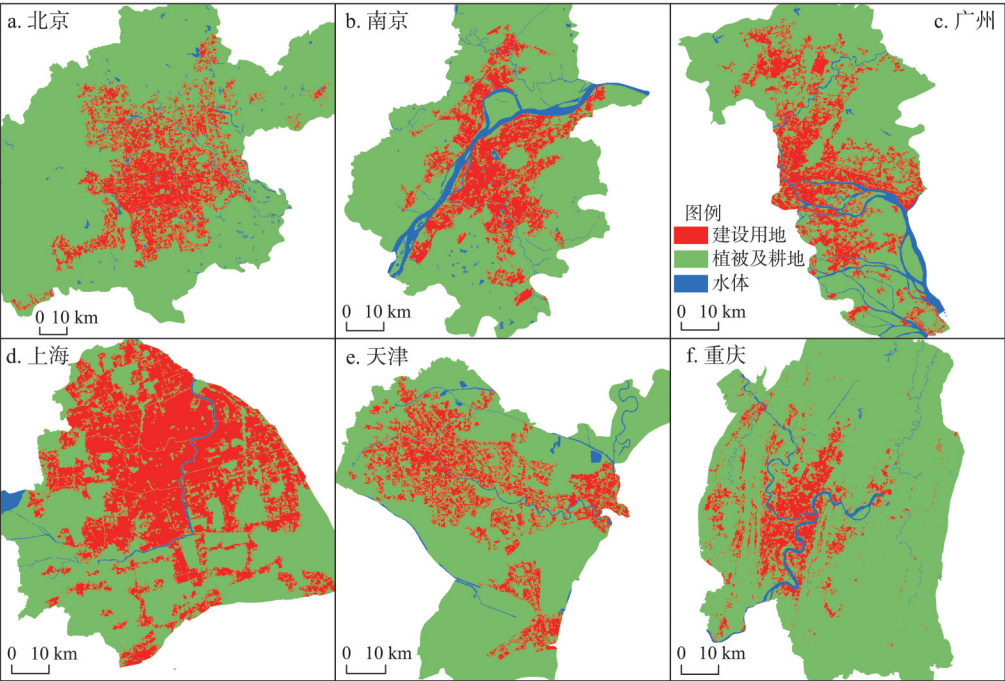 a. 北京
0 10 km
b. 南京
0 10 km
c. 广州
图例
建设用地
植被及耕地
水体
0 10 km
d. 上海
0 10 km
e. 天津
0 10 km
f. 重庆
0 10 km